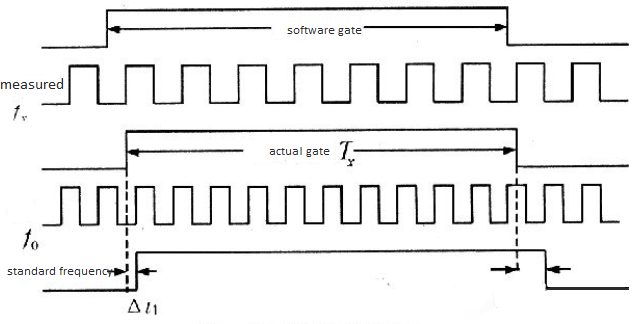 software gate
measured
fx
actual gate Tx
f0
standard frequency
Δt1